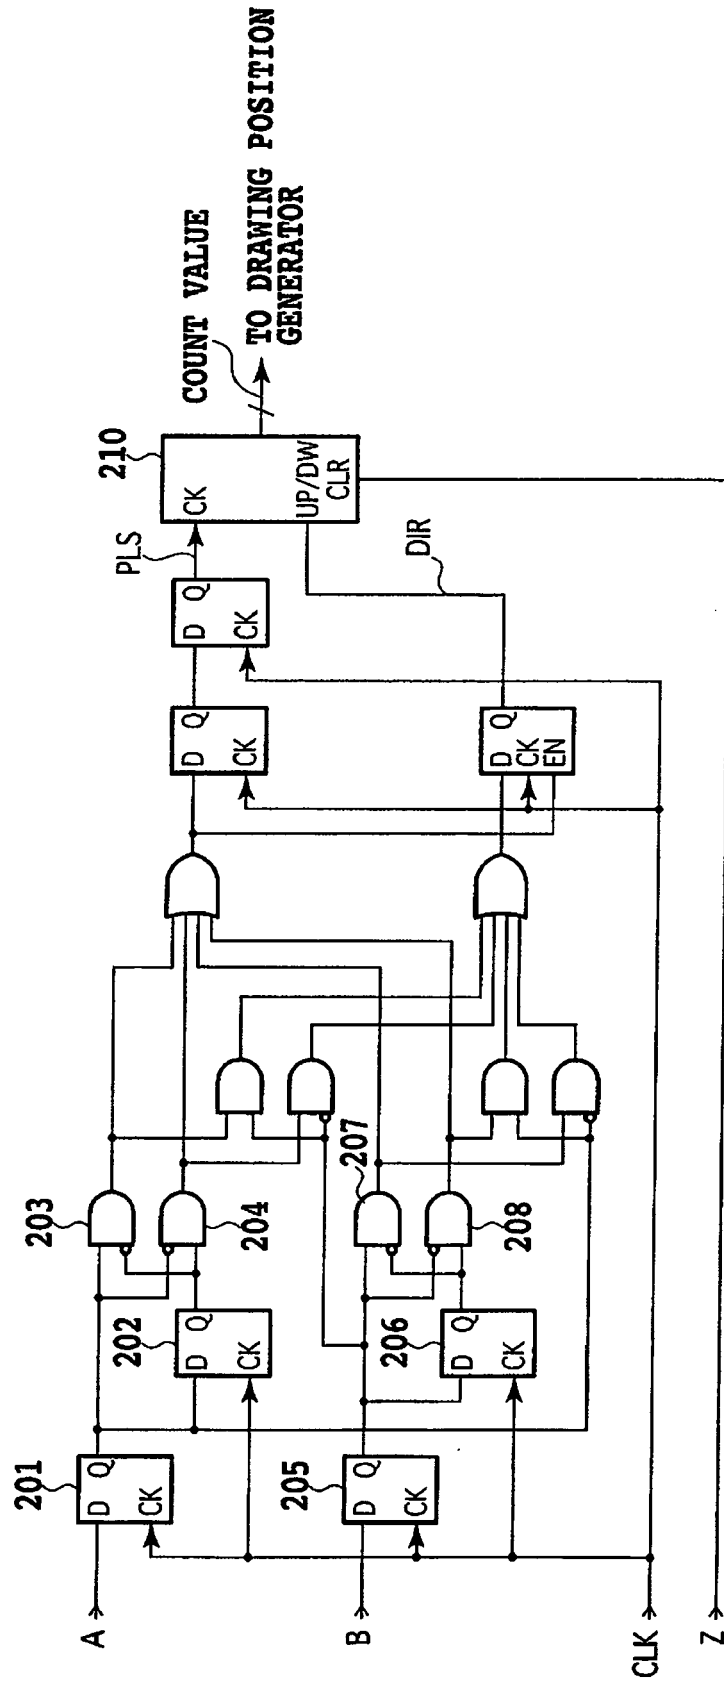 A
B
CLK
Z
201
D Q
CK
202
D Q
CK
203
204
205
D Q
CK
206
D Q
CK
207
208
D Q
CK
D Q
CK
EN
D Q
CK
PLS
DIR
210
CK
UP/DW
CLR
COUNT VALUE
TO DRAWING POSITION
GENERATOR